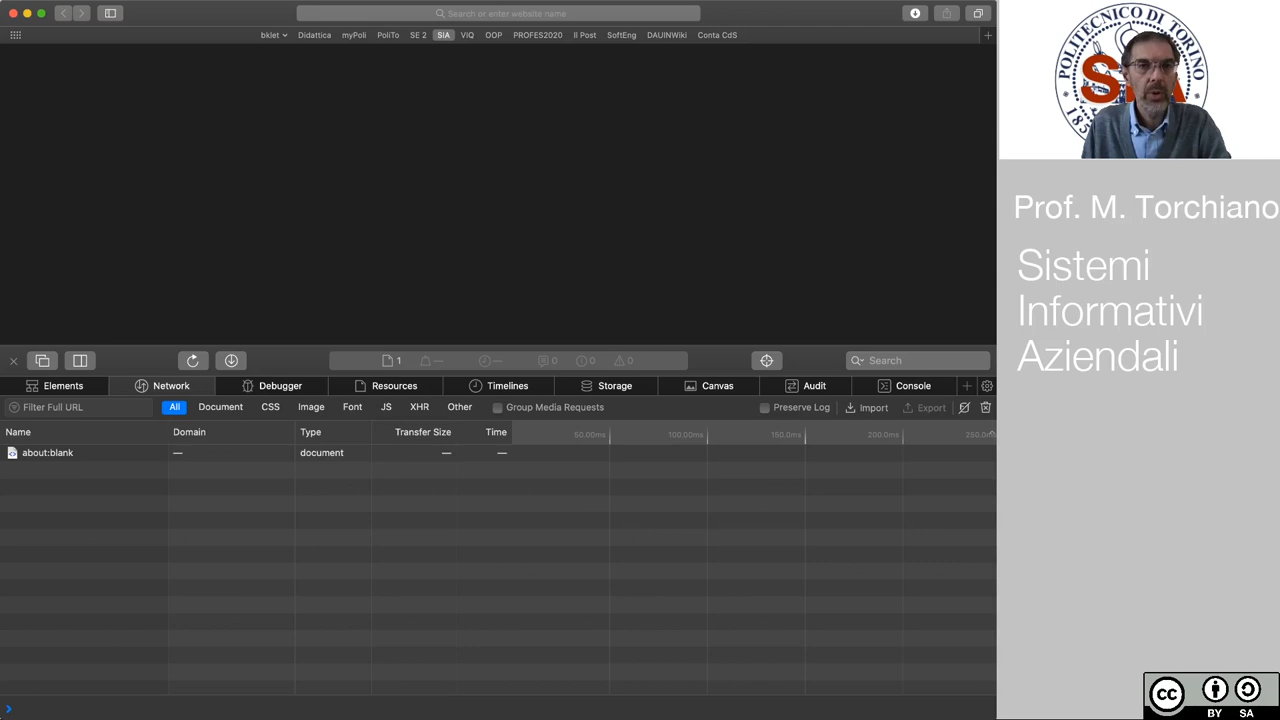 Search or enter website name
bklet
Didattica
myPoli
PoliTo
SE 2
SIA
VIQ
OOP
PROFES2020
Il Post
SoftEng
DAUINWiki
Conta CdS
1
—
—
0
0
0
Search
Elements
Network
Debugger
Resources
Timelines
Storage
Canvas
Audit
Console
Filter Full URL
All
Document
CSS
Image
Font
JS
XHR
Other
Group Media Requests
Preserve Log
Import
Export
Name
Domain
Type
Transfer Size
Time
50.00ms
100.00ms
150.0ms
200.0ms
about:blank
—
document
—
—
POLITECNICO DI TORINO
Prof. M. Torchiano
Sistemi
Informativi
Aziendali
CC
BY
SA